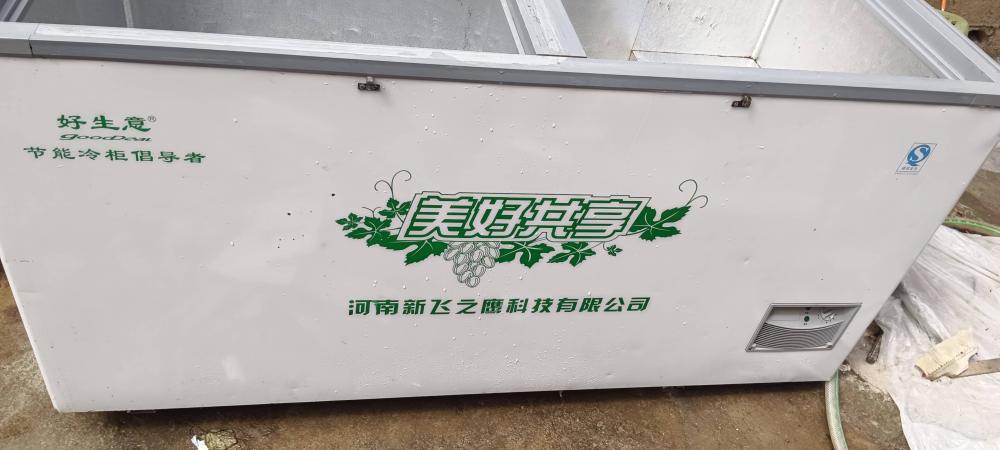 好生意®
节能冷柜倡导者
美好共享
河南新飞之鹰科技有限公司